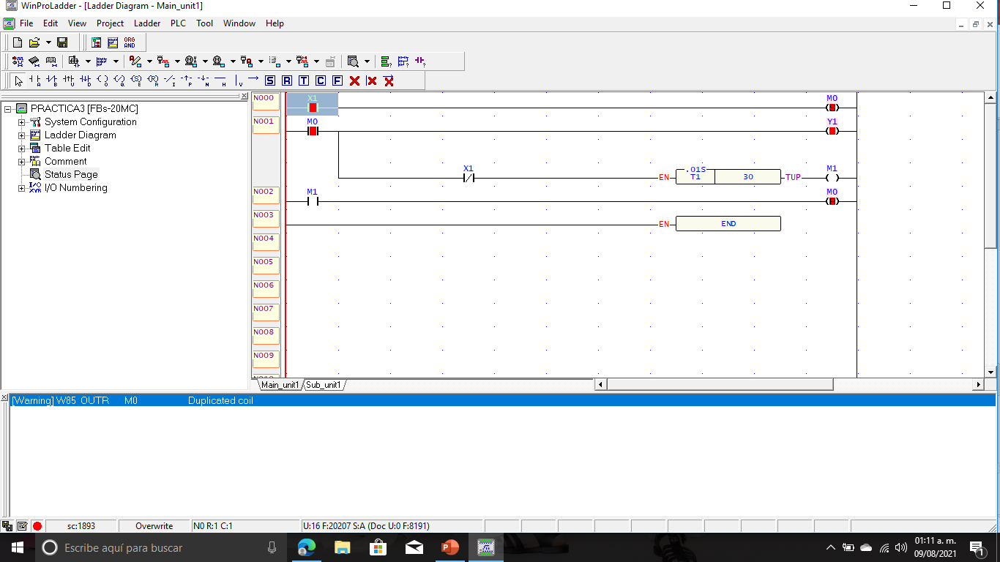 WinProLadder - [Ladder Diagram - Main_unit1]
File Edit View Project Ladder PLC Tool Window Help
ORG
AND
A B U D Q S R I P N H V S R T C F
PRACTICA3 [FBs-20MC]
System Configuration
Ladder Diagram
Table Edit
Comment
Status Page
I/O Numbering
N000 X1 M0
N001 M0 Y1
X1 .01S M1
EN T1 30 TUP
N002 M1 M0
N003 EN END
N004
N005
N006
N007
N008
N009
Main_unit1 Sub_unit1
[Warning] W85 OUTR M0 Duplicated coil
sc:1893 Overwrite N0 R:1 C:1 U:16 F:20207 S:A (Doc U:0 F:8191)
Escribe aquí para buscar
01:11 a. m.
09/08/2021
1